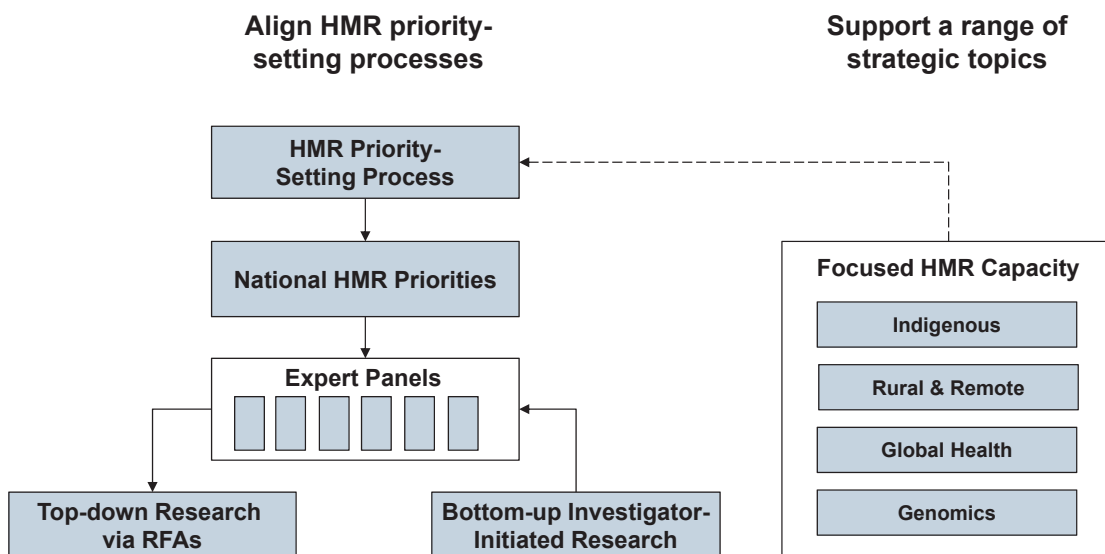 Align HMR priority-
setting processes
Support a range of
strategic topics
HMR Priority-
Setting Process
National HMR Priorities
Expert Panels
Top-down Research
via RFAs
Bottom-up Investigator-
Initiated Research
Focused HMR Capacity
Indigenous
Rural & Remote
Global Health
Genomics